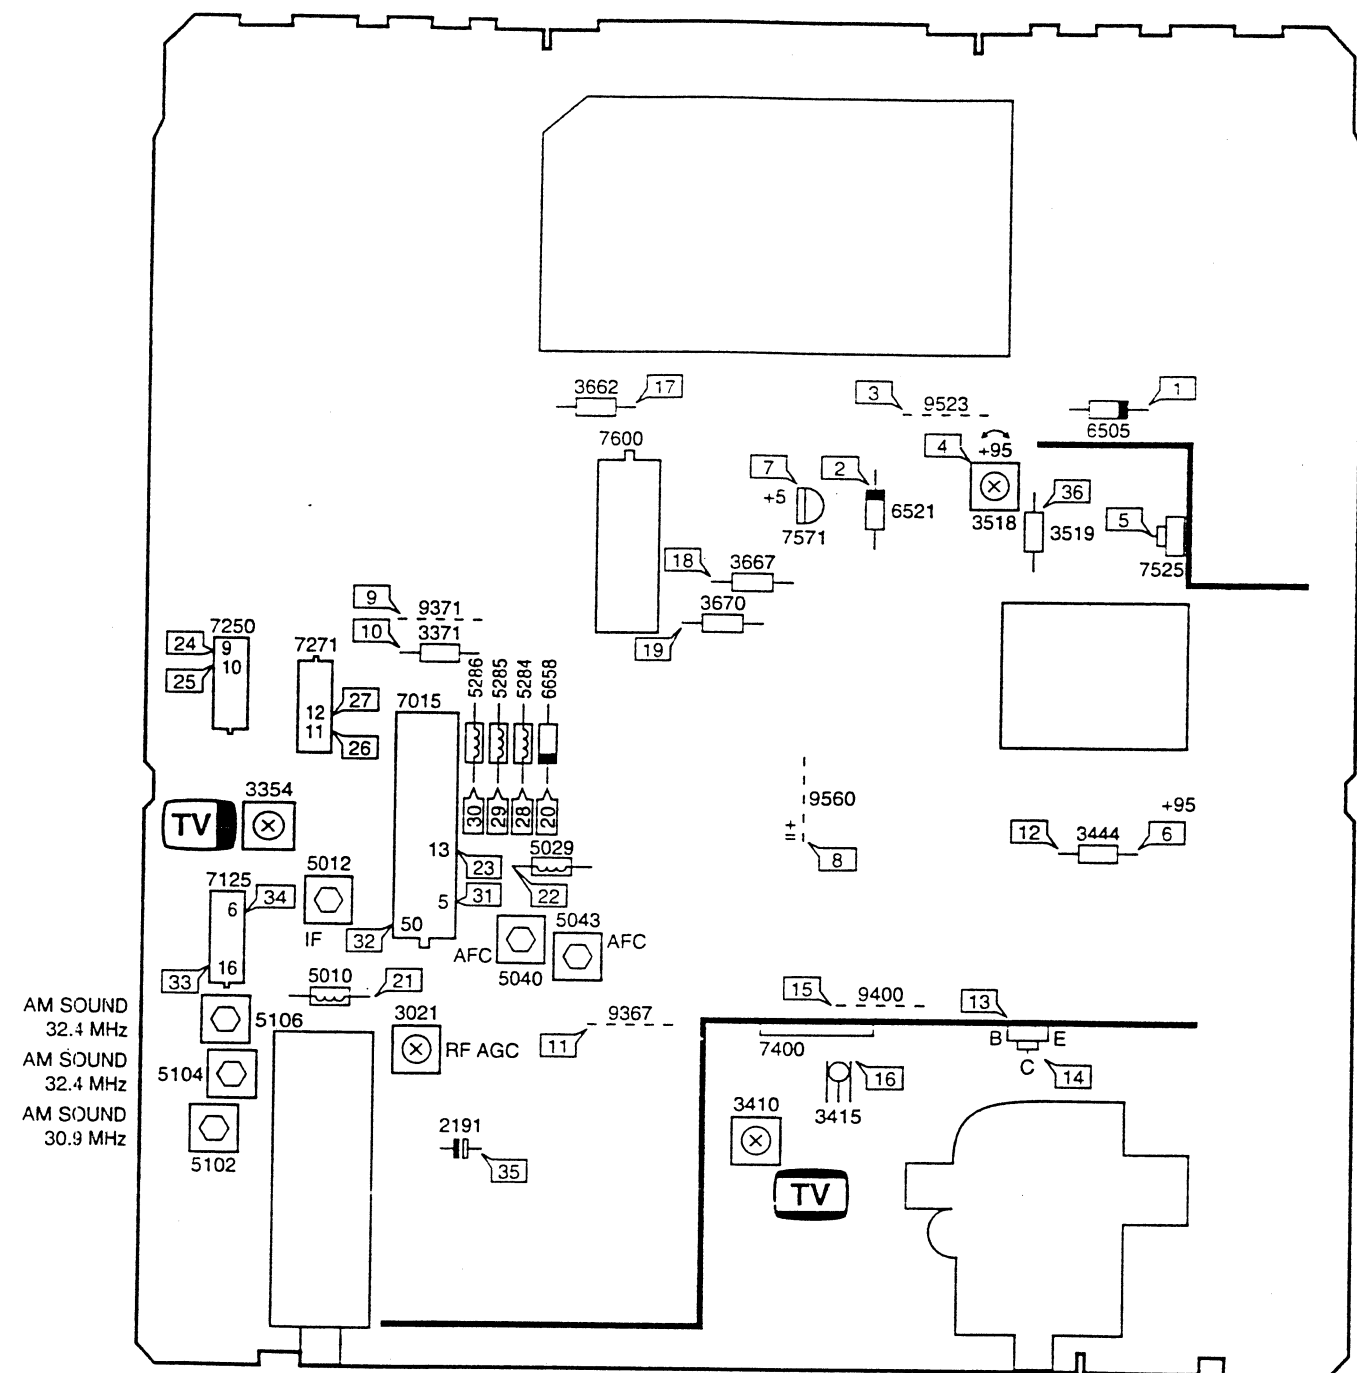 3662 17
3 9523
1
6505
7600
4 +95
7 +5 7571
2 6521
3518
36 3519
5 7525
18 3667
3670 19
9 9371
10 3371
7250
24 9
25 10
7271
12 27
11 26
5286 5285 5284 6658
7015
30 29 28 20
3354
TV
9560
+
=
8
+95
12 3444 6
13 23
5029
22
5 31
5012
IF
7125
6 34
50 32
AFC 5040
5043 AFC
16
33
5010 21
AM SOUND
32.4 MHz
5106
AM SOUND
32.4 MHz
5104
AM SOUND
30.9 MHz
5102
3021
RF AGC
9367
11
15 9400
13
B E
C
14
7400
16
3415
3410
TV
2191
35